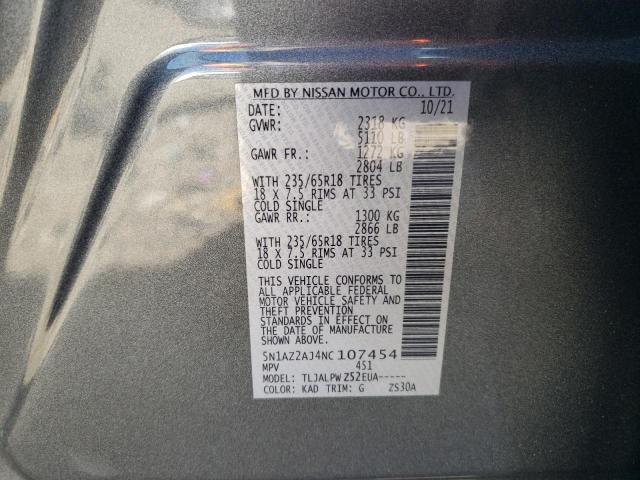 MFD BY NISSAN MOTOR CO., LTD.
DATE: 10/21
GVWR: 2318 KG
5110 LB
GAWR FR.: 1272 KG
2804 LB
WITH 235/65R18 TIRES
18 X 7.5 RIMS AT 33 PSI
COLD SINGLE
GAWR RR.: 1300 KG
2866 LB
WITH 235/65R18 TIRES
18 X 7.5 RIMS AT 33 PSI
COLD SINGLE
THIS VEHICLE CONFORMS TO
ALL APPLICABLE FEDERAL
MOTOR VEHICLE SAFETY AND
THEFT PREVENTION
STANDARDS IN EFFECT ON
THE DATE OF MANUFACTURE
SHOWN ABOVE.
5N1AZ2AJ4NC107454
MPV 451
MODEL: TLJALPWZ52EUA-----
COLOR: KAD TRIM: G ZS30A